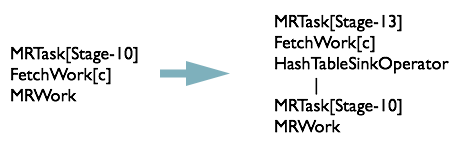 MRTask[Stage-10]
FetchWork[c]
MRWork
MRTask[Stage-13]
FetchWork[c]
HashTableSinkOperator
|
MRTask[Stage-10]
MRWork